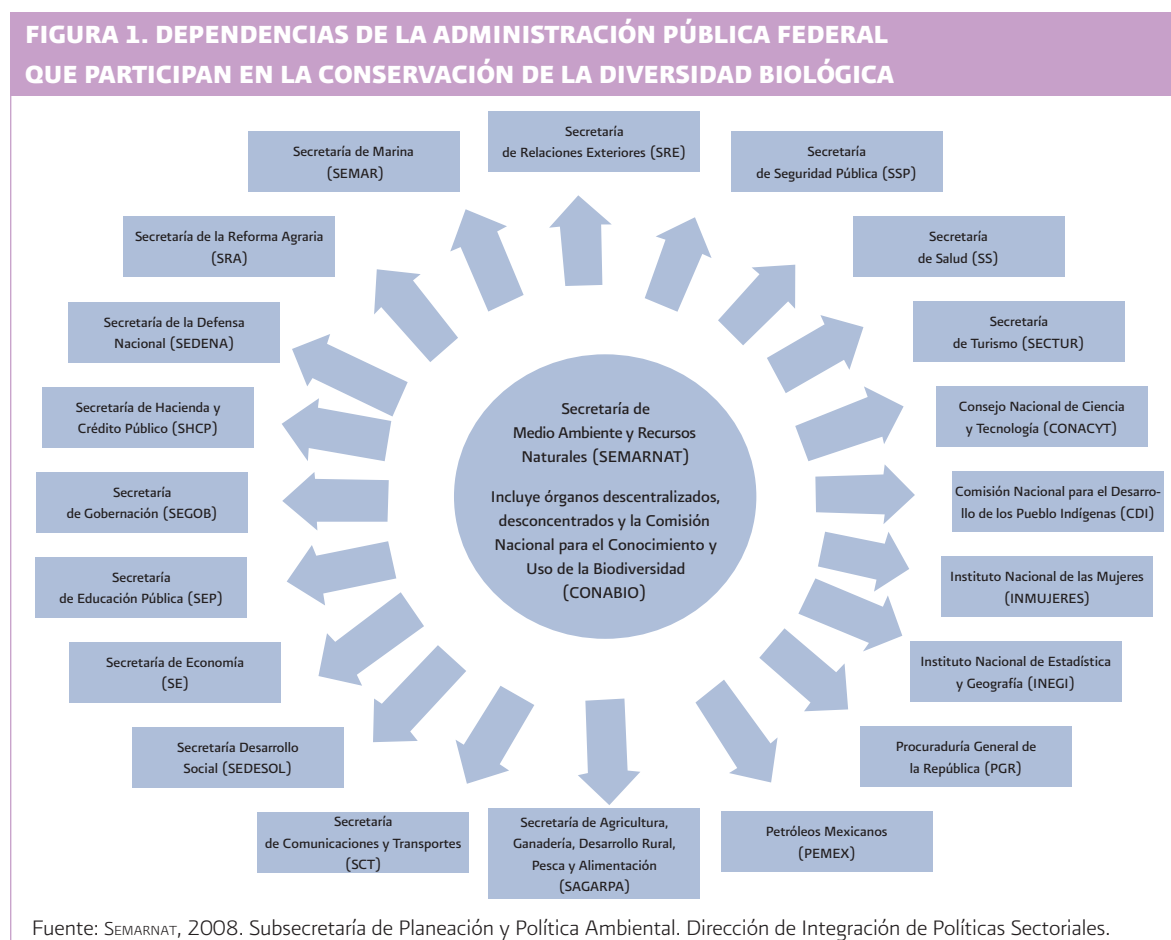 FIGURA 1. DEPENDENCIAS DE LA ADMINISTRACIÓN PÚBLICA FEDERAL
QUE PARTICIPAN EN LA CONSERVACIÓN DE LA DIVERSIDAD BIOLÓGICA
Secretaría
de Relaciones Exteriores (SRE)
Secretaría
de Seguridad Pública (SSP)
Secretaría
de Salud (SS)
Secretaría
de Turismo (SECTUR)
Consejo Nacional de Ciencia
y Tecnología (CONACYT)
Comisión Nacional para el Desarro-
llo de los Pueblo Indígenas (CDI)
Instituto Nacional de las Mujeres
(INMUJERES)
Instituto Nacional de Estadística
y Geografía (INEGI)
Procuraduría General de
la República (PGR)
Petróleos Mexicanos
(PEMEX)
Secretaría de Agricultura,
Ganadería, Desarrollo Rural,
Pesca y Alimentación
(SAGARPA)
Secretaría
de Comunicaciones y Transportes
(SCT)
Secretaría Desarrollo
Social (SEDESOL)
Secretaría de Economía
(SE)
Secretaría
de Educación Pública (SEP)
Secretaría
de Gobernación (SEGOB)
Secretaría de Hacienda y
Crédito Público (SHCP)
Secretaría de la Defensa
Nacional (SEDENA)
Secretaría de la Reforma Agraria
(SRA)
Secretaría de Marina
(SEMAR)
Secretaría de
Medio Ambiente y Recursos
Naturales (SEMARNAT)
Incluye órganos descentralizados,
desconcentrados y la Comisión
Nacional para el Conocimiento y
Uso de la Biodiversidad
(CONABIO)
Fuente: SEMARNAT, 2008. Subsecretaría de Planeación y Política Ambiental. Dirección de Integración de Políticas Sectoriales.